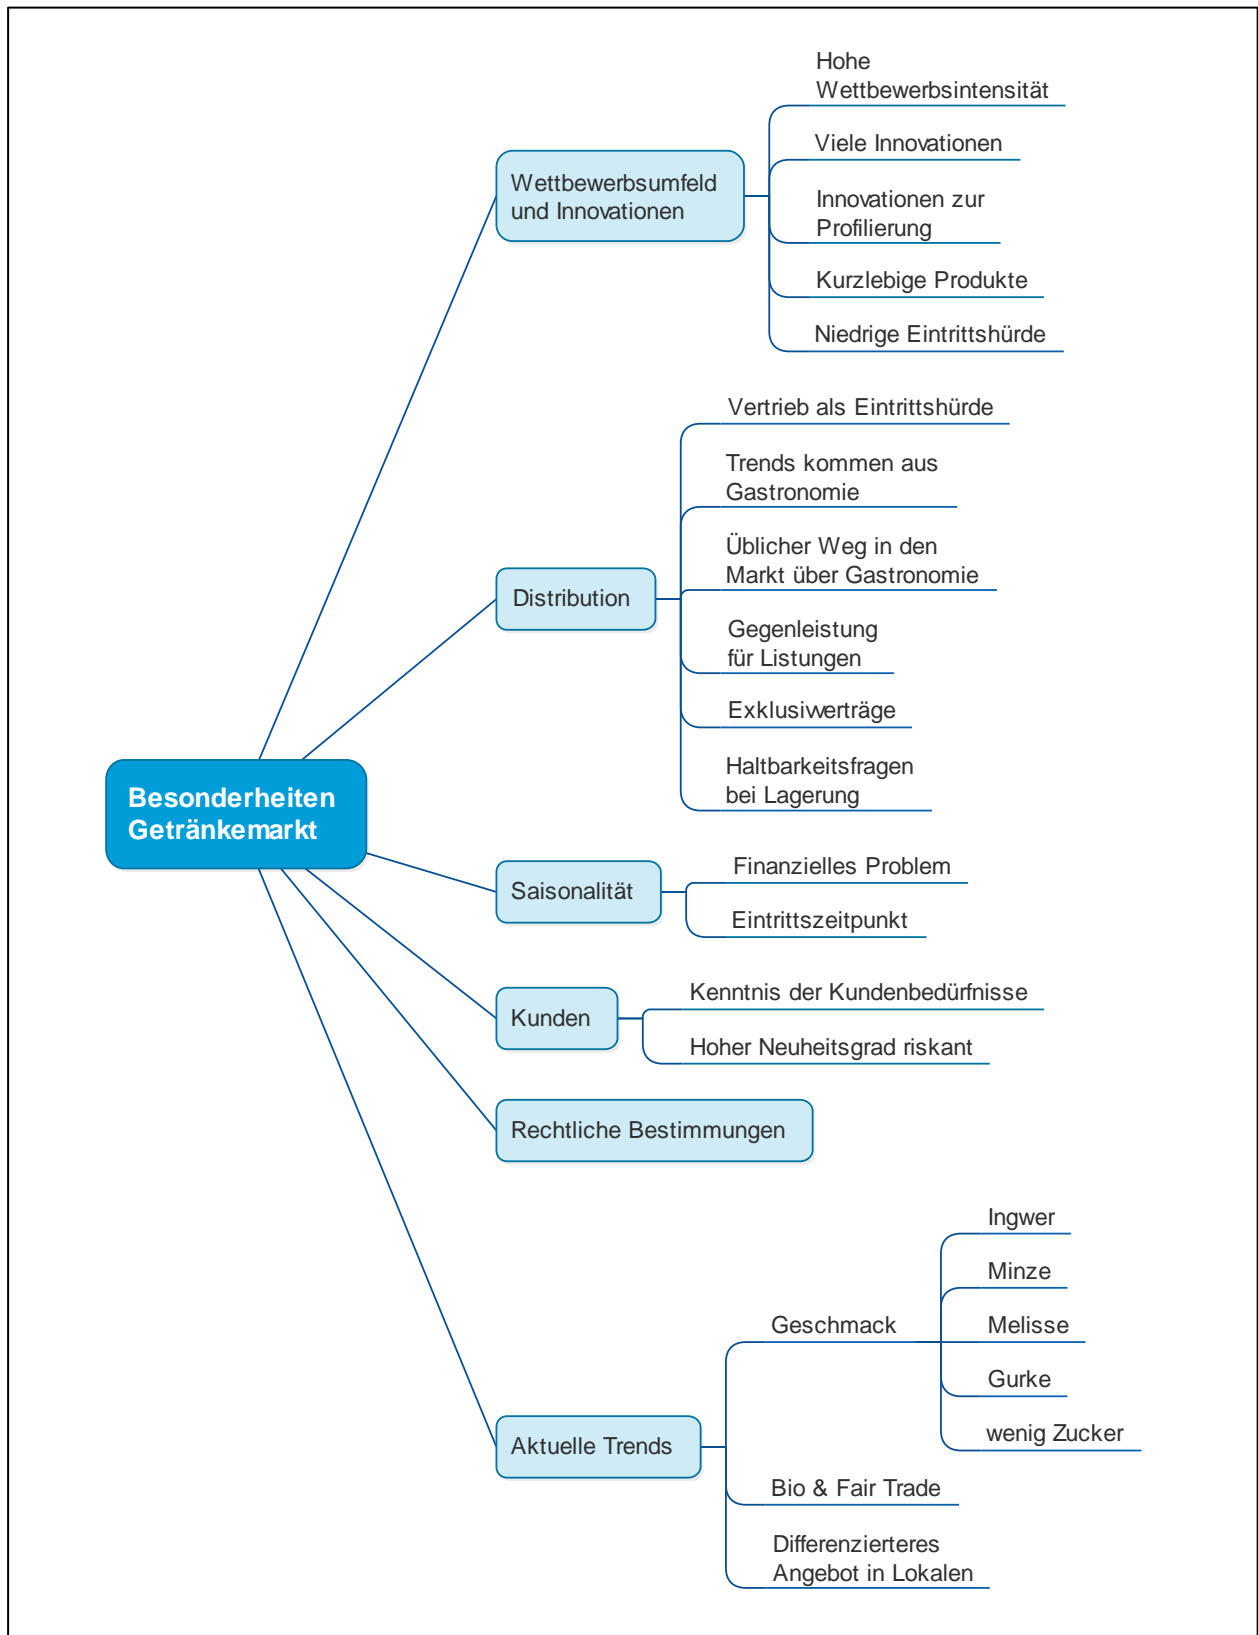 Besonderheiten
Getränkemarkt
Wettbewerbsumfeld
und Innovationen
Hohe
Wettbewerbsintensität
Viele Innovationen
Innovationen zur
Profilierung
Kurzlebige Produkte
Niedrige Eintrittshürde
Distribution
Vertrieb als Eintrittshürde
Trends kommen aus
Gastronomie
Üblicher Weg in den
Markt über Gastronomie
Gegenleistung
für Listungen
Exklusivverträge
Haltbarkeitsfragen
bei Lagerung
Saisonalität
Finanzielles Problem
Eintrittszeitpunkt
Kunden
Kenntnis der Kundenbedürfnisse
Hoher Neuheitsgrad riskant
Rechtliche Bestimmungen
Aktuelle Trends
Geschmack
Ingwer
Minze
Melisse
Gurke
wenig Zucker
Bio & Fair Trade
Differenzierteres
Angebot in Lokalen